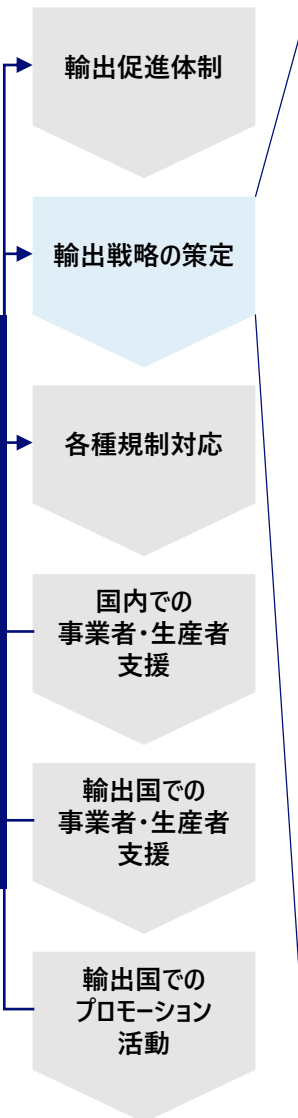 輸出促進体制
輸出戦略の策定
各種規制対応
国内での
事業者・生産者
支援
輸出国での
事業者・生産者
支援
輸出国での
プロモーション
活動